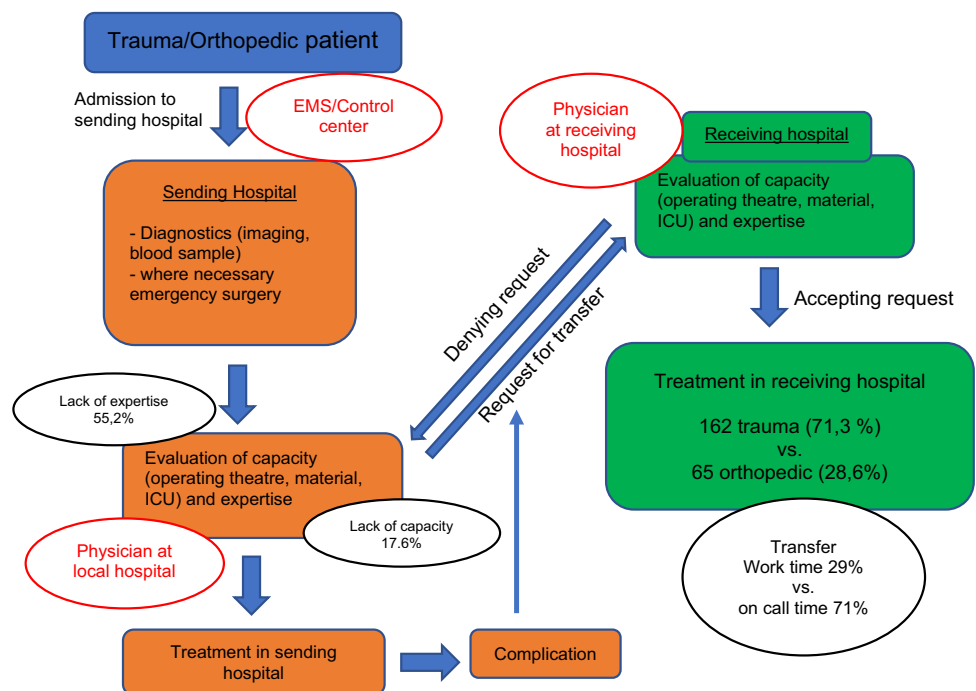 Trauma/Orthopedic patient
Admission to
sending hospital
EMS/Control
center
Sending Hospital
- Diagnostics (imaging,
blood sample)
- where necessary
emergency surgery
Lack of expertise
55,2%
Evaluation of capacity
(operating theatre, material,
ICU) and expertise
Lack of capacity
17.6%
Physician at
local hospital
Treatment in sending
hospital
Complication
Denying request
Request for transfer
Physician
at receiving
hospital
Receiving hospital
Evaluation of capacity
(operating theatre, material,
ICU) and expertise
Accepting request
Treatment in receiving hospital
162 trauma (71,3 %)
vs.
65 orthopedic (28,6%)
Transfer
Work time 29%
vs.
on call time 71%